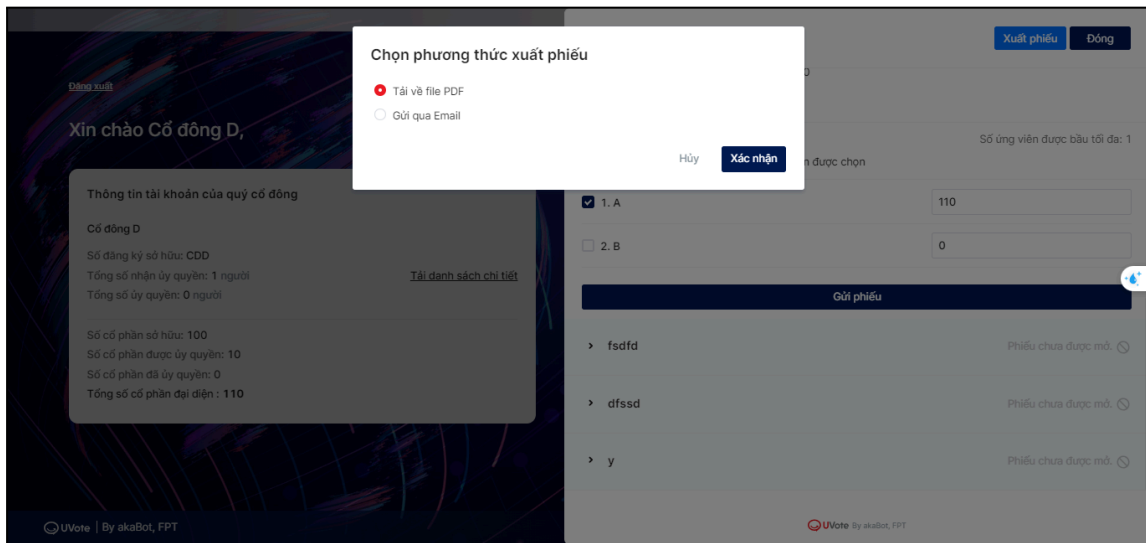 Chọn phương thức xuất phiếu
Tải về file PDF
Gửi qua Email
Hủy
Xác nhận
Đăng xuất
Xin chào Cổ đông D,
Thông tin tài khoản của quý cổ đông
Cổ đông D
Số đăng ký sở hữu: CDD
Tổng số nhận ủy quyền: 1 người
Tải danh sách chi tiết
Tổng số ủy quyền: 0 người
Số cổ phần sở hữu: 100
Số cổ phần được ủy quyền: 10
Số cổ phần đã ủy quyền: 0
Tổng số cổ phần đại diện : 110
UVote | By akaBot, FPT
Xuất phiếu
Đóng
Số ứng viên được bầu tối đa: 1
được chọn
1. A
110
2. B
0
Gửi phiếu
fsdfd
Phiếu chưa được mở.
dfssd
Phiếu chưa được mở.
y
Phiếu chưa được mở.
UVote By akaBot, FPT